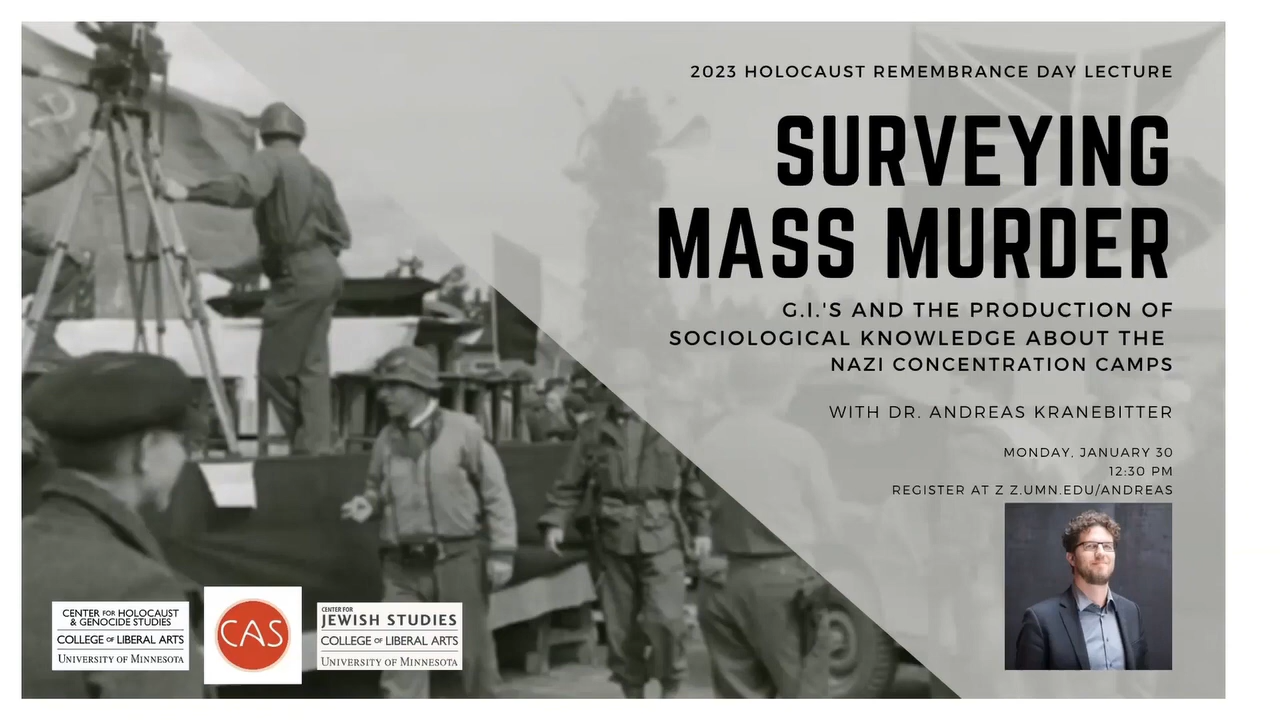 2023 HOLOCAUST REMEMBRANCE DAY LECTURE
SURVEYING
MASS MURDER
G.I.'S AND THE PRODUCTION OF
SOCIOLOGICAL KNOWLEDGE ABOUT THE
NAZI CONCENTRATION CAMPS
WITH DR. ANDREAS KRANEBITTER
MONDAY, JANUARY 30
12:30 PM
REGISTER AT Z Z.UMN.EDU/ANDREAS
CENTER FOR HOLOCAUST
& GENOCIDE STUDIES
COLLEGE OF LIBERAL ARTS
UNIVERSITY OF MINNESOTA
CAS
CENTER FOR
JEWISH STUDIES
COLLEGE OF LIBERAL ARTS
UNIVERSITY OF MINNESOTA